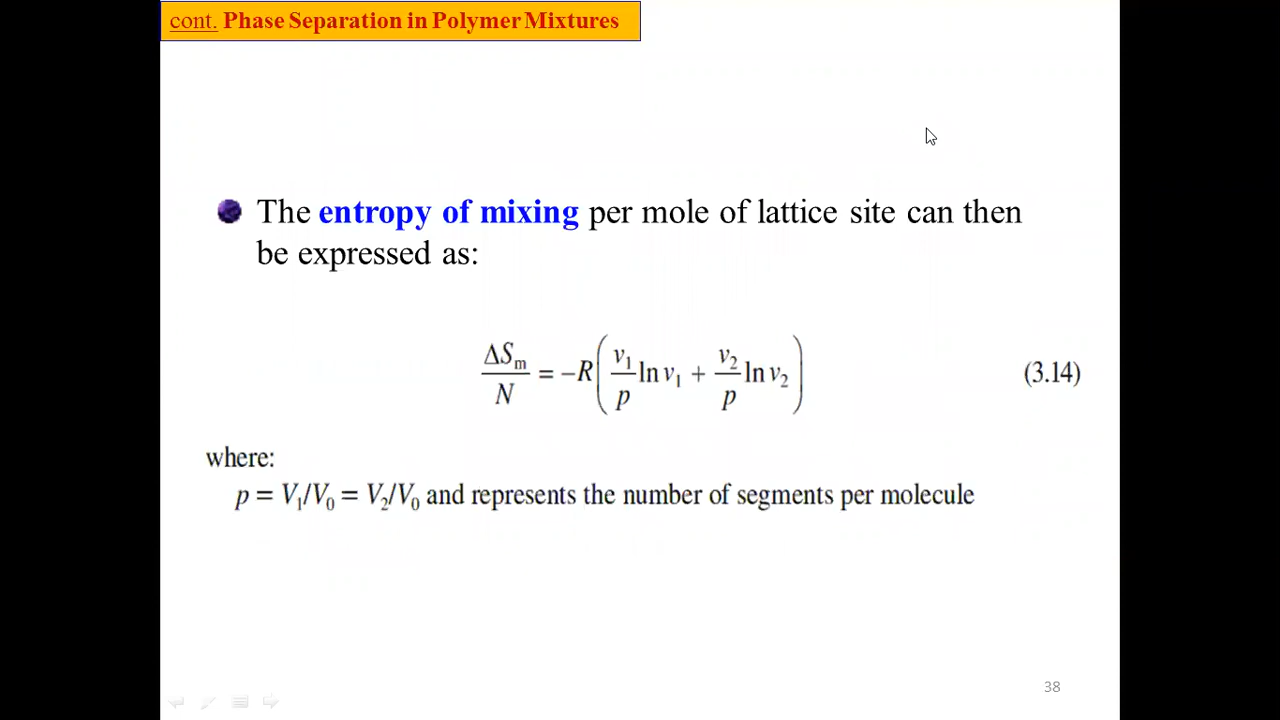 cont. Phase Separation in Polymer Mixtures
The entropy of mixing per mole of lattice site can then
be expressed as:
ΔSₘ/N = −R(v₁/p ln v₁ + v₂/p ln v₂) (3.14)
where:
p = V₁/V₀ = V₂/V₀ and represents the number of segments per molecule
38